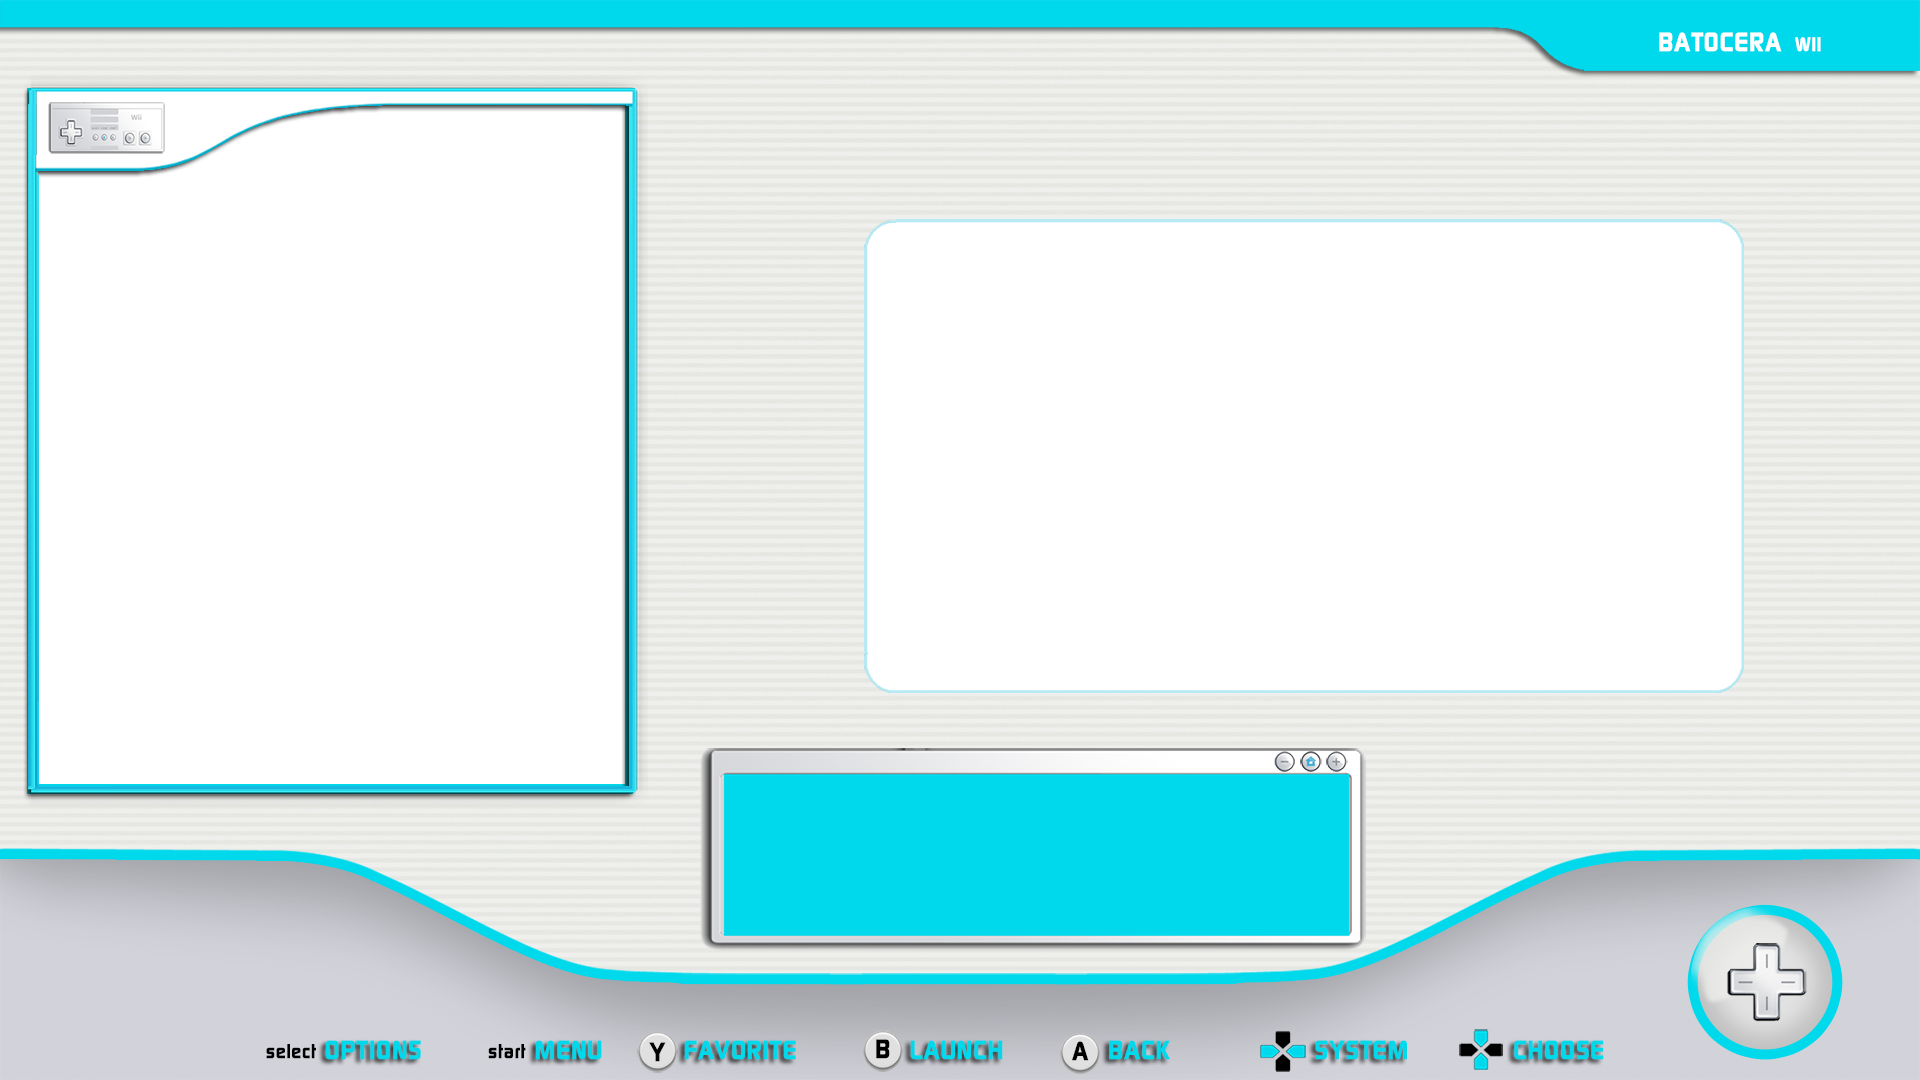 BATOCERA WII
Wii
select OPTIONS start MENU Y FAVORITE B LAUNCH A BACK SYSTEM CHOOSE